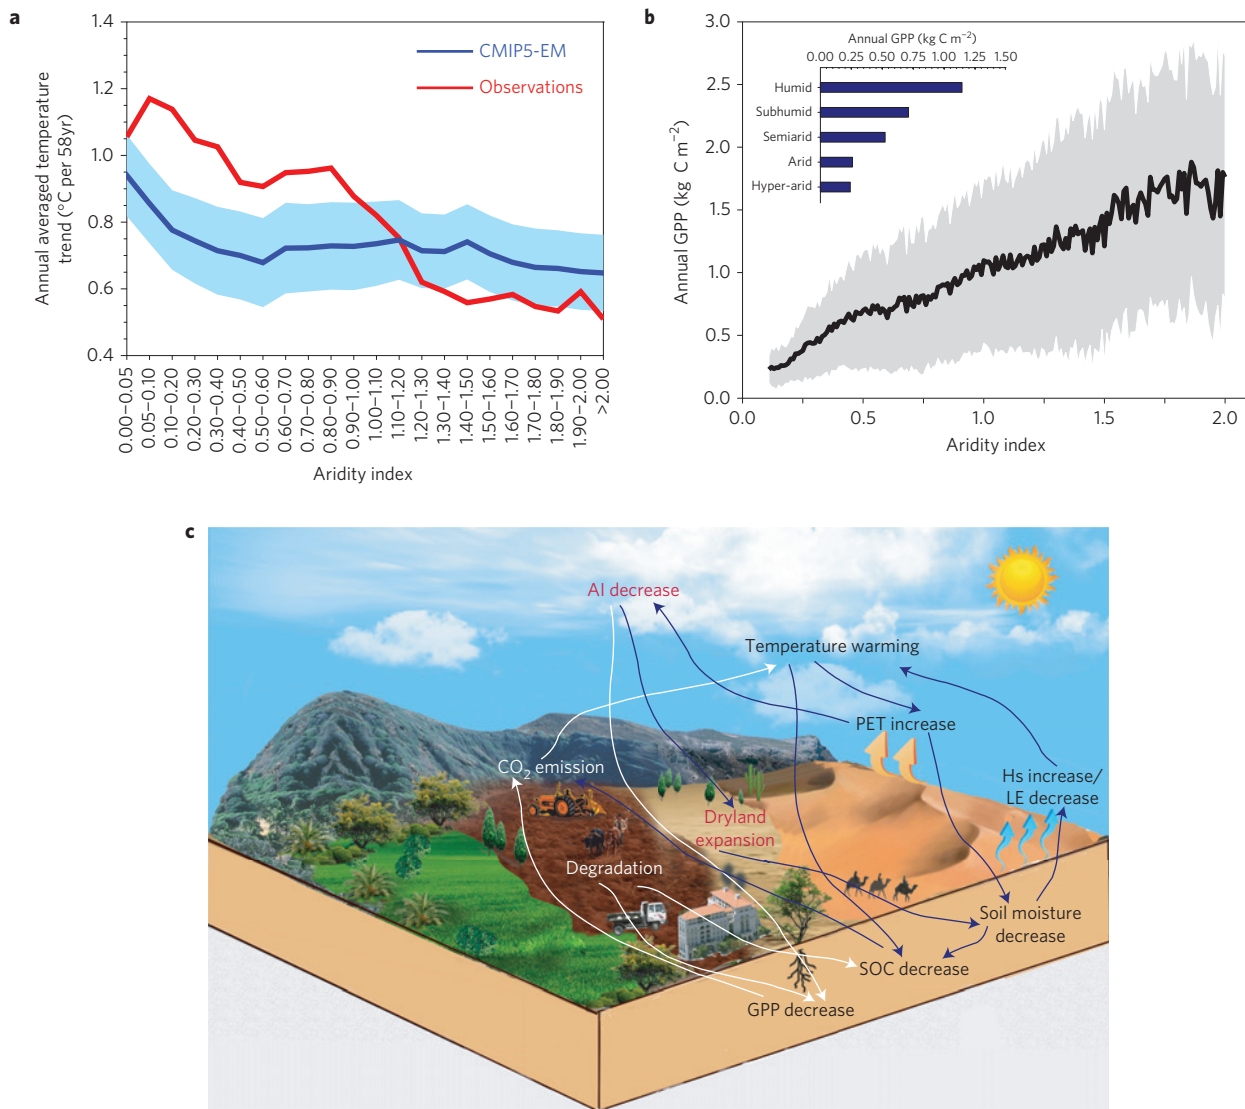 a
1.4
1.2
1.0
0.8
0.6
0.4
Annual averaged temperature
trend (°C per 58yr)
CMIP5-EM
Observations
0.00–0.05
0.05–0.10
0.10–0.20
0.20–0.30
0.30–0.40
0.40–0.50
0.50–0.60
0.60–0.70
0.70–0.80
0.80–0.90
0.90–1.00
1.00–1.10
1.10–1.20
1.20–1.30
1.30–1.40
1.40–1.50
1.50–1.60
1.60–1.70
1.70–1.80
1.80–1.90
1.90–2.00
>2.00
Aridity index
b
3.0
2.5
2.0
1.5
1.0
0.5
0.0
Annual GPP (kg C m⁻²)
Annual GPP (kg C m⁻²)
0.00
0.25
0.50
0.75
1.00
1.25
1.50
Humid
Subhumid
Semiarid
Arid
Hyper-arid
0.0
0.5
1.0
1.5
2.0
Aridity index
c
AI decrease
Temperature warming
PET increase
CO₂ emission
Hs increase/
LE decrease
Dryland
expansion
Degradation
Soil moisture
decrease
SOC decrease
GPP decrease